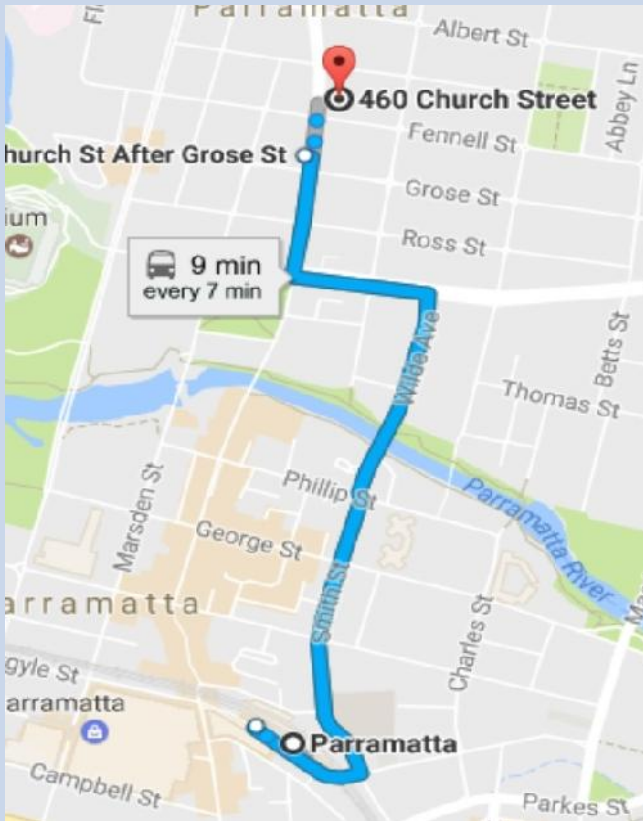 Parramatta
Albert St
Abbey Ln
460 Church Street
Fennell St
hurch St After Grose St
Grose St
ium
Ross St
9 min
every 7 min
Wilde Ave
Betts St
Thomas St
Phillip St
Parramatta River
Marsden St
George St
arramatta
Smith St
Charles St
gyle St
arramatta
Parramatta
Campbell St
Parkes St